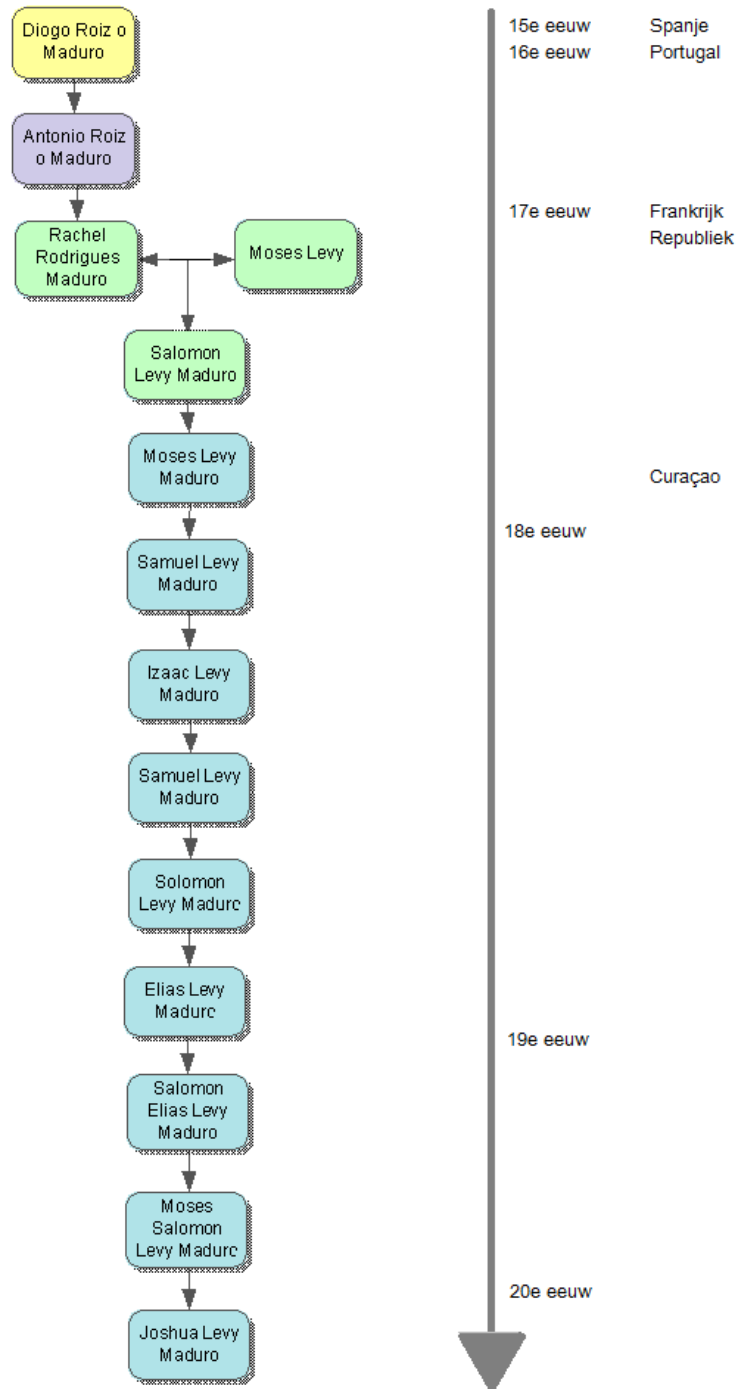 Diogo Roiz o
Maduro
15e eeuw Spanje
16e eeuw Portugal
Antonio Roiz
o Maduro
17e eeuw Frankrijk
Republiek
Rachel
Rodrigues
Maduro
Moses Levy
Salomon
Levy Maduro
Moses Levy
Maduro
Curaçao
18e eeuw
Samuel Levy
Maduro
Izaac Levy
Maduro
Samuel Levy
Maduro
Solomon
Levy Madurc
Elias Levy
Madurc
19e eeuw
Salomon
Elias Levy
Maduro
Moses
Salomon
Levy Madurc
20e eeuw
Joshua Levy
Maduro